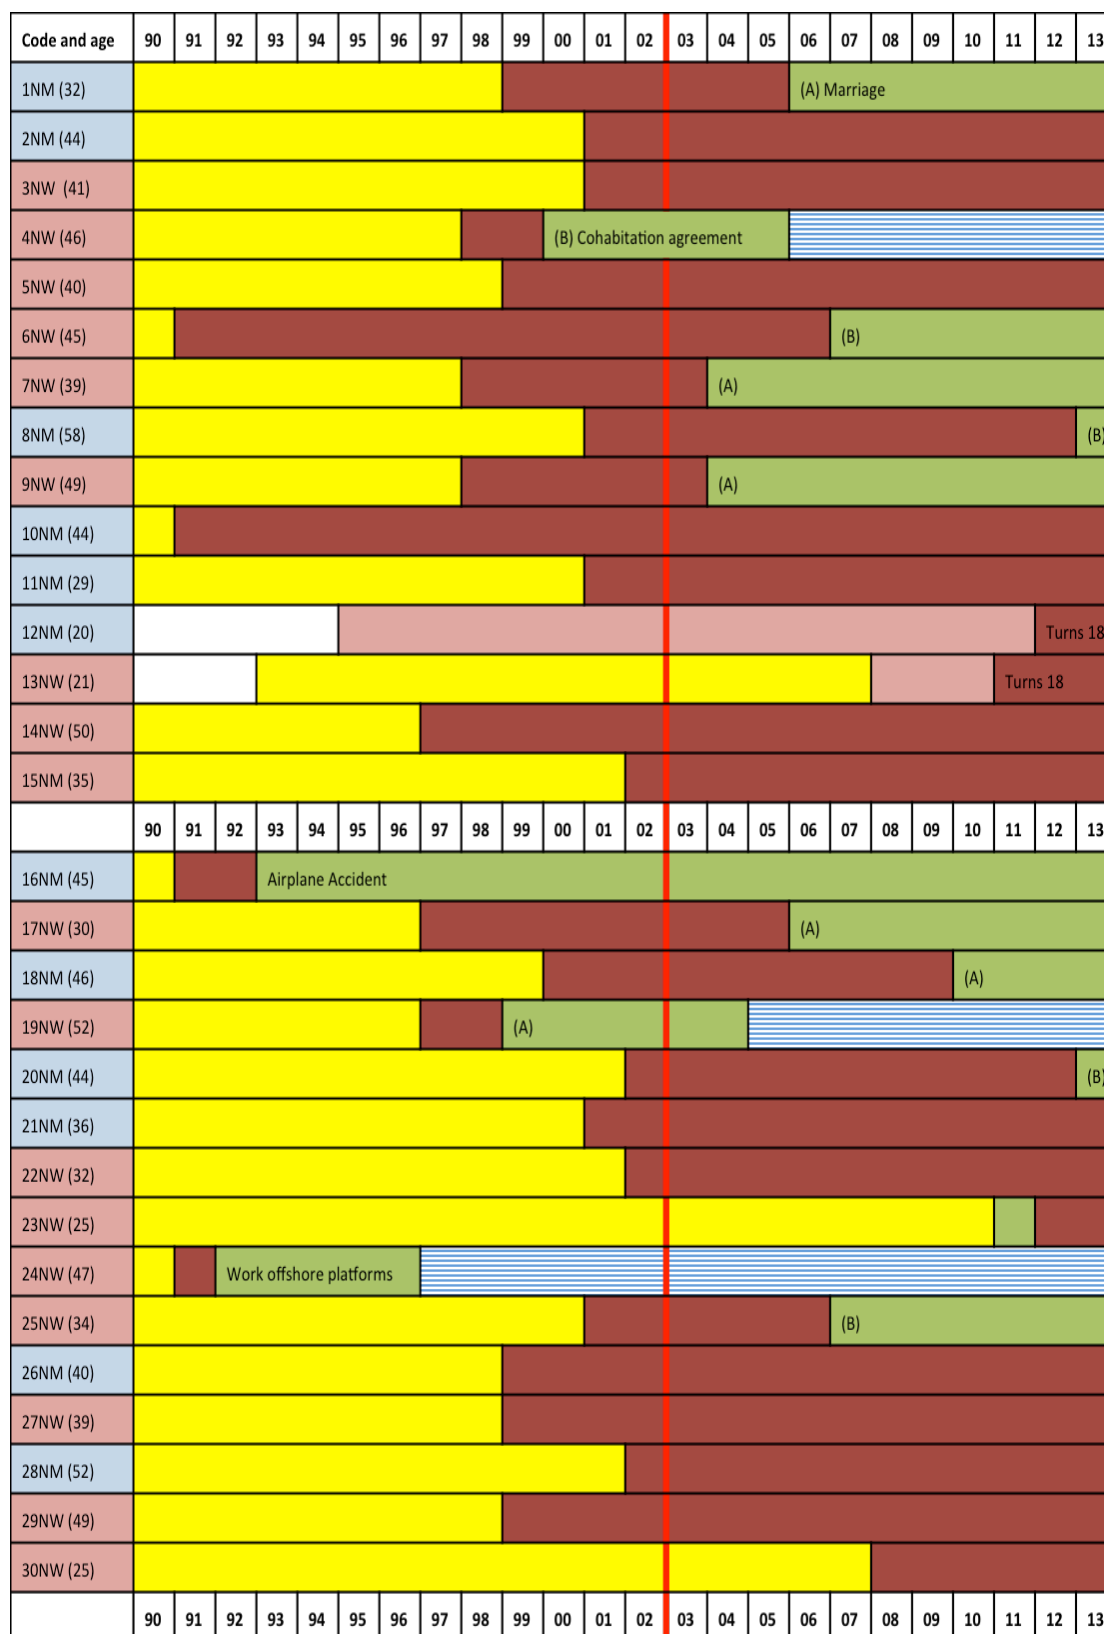 Code and age 90 91 92 93 94 95 96 97 98 99 00 01 02 03 04 05 06 07 08 09 10 11 12 13
1NM (32) (A) Marriage
2NM (44)
3NW (41)
4NW (46) (B) Cohabitation agreement
5NW (40)
6NW (45) (B)
7NW (39) (A)
8NM (58) (B)
9NW (49) (A)
10NM (44)
11NM (29)
12NM (20) Turns 18
13NW (21) Turns 18
14NW (50)
15NM (35)
90 91 92 93 94 95 96 97 98 99 00 01 02 03 04 05 06 07 08 09 10 11 12 13
16NM (45) Airplane Accident
17NW (30) (A)
18NM (46) (A)
19NW (52) (A)
20NM (44) (B)
21NM (36)
22NW (32)
23NW (25)
24NW (47) Work offshore platforms
25NW (34) (B)
26NM (40)
27NW (39)
28NM (52)
29NW (49)
30NW (25)
90 91 92 93 94 95 96 97 98 99 00 01 02 03 04 05 06 07 08 09 10 11 12 13